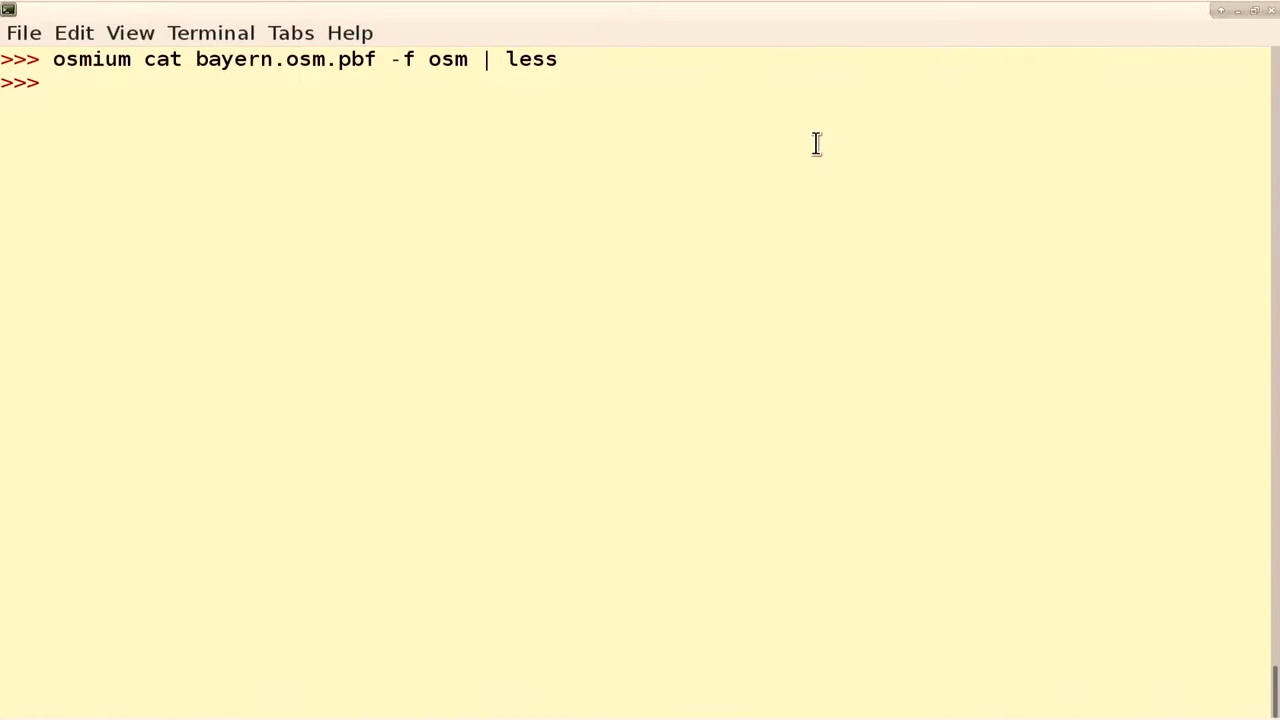 File Edit View Terminal Tabs Help
>>> osmium cat bayern.osm.pbf -f osm | less
>>>